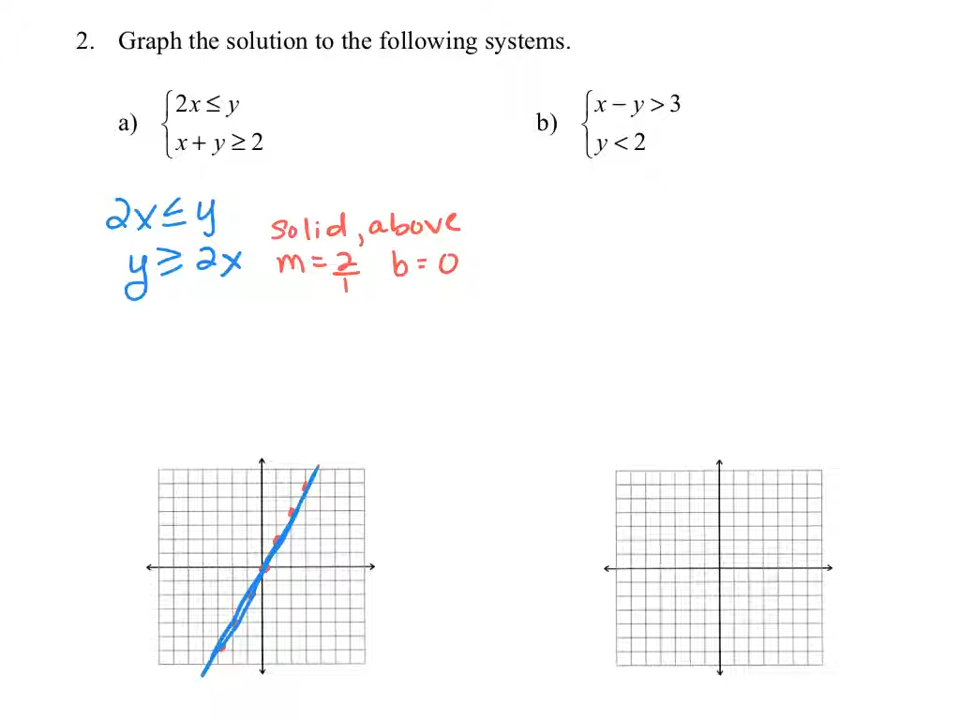 2. Graph the solution to the following systems.
a) { 2x ≤ y
x + y ≥ 2
b) { x − y > 3
y < 2
2x ≤ y
solid, above
y ≥ 2x
m = 2/1 b = 0